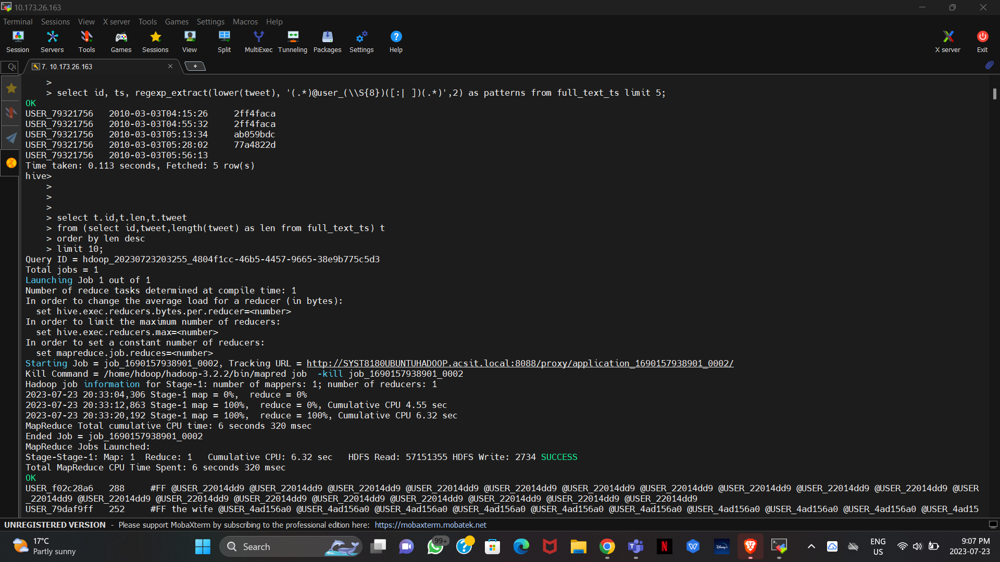 10.173.26.163
Terminal Sessions View X server Tools Games Settings Macros Help
Session Servers Tools Games Sessions View Split MultiExec Tunneling Packages Settings Help X server Exit
7. 10.173.26.163
>
> select id, ts, regexp_extract(lower(tweet), '(.*)@user_(\\S{8})([:| ])(.*)',2) as patterns from full_text_ts limit 5;
OK
USER_79321756 2010-03-03T04:15:26 2ff4faca
USER_79321756 2010-03-03T04:55:32 2ff4faca
USER_79321756 2010-03-03T05:13:34 ab059bdc
USER_79321756 2010-03-03T05:28:02 77a4822d
USER_79321756 2010-03-03T05:56:13
Time taken: 0.113 seconds, Fetched: 5 row(s)
hive>
>
>
>
> select t.id,t.len,t.tweet
> from (select id,tweet,length(tweet) as len from full_text_ts) t
> order by len desc
> limit 10;
Query ID = hdoop_20230723203255_4804f1cc-46b5-4457-9665-38e9b775c5d3
Total jobs = 1
Launching Job 1 out of 1
Number of reduce tasks determined at compile time: 1
In order to change the average load for a reducer (in bytes):
set hive.exec.reducers.bytes.per.reducer=<number>
In order to limit the maximum number of reducers:
set hive.exec.reducers.max=<number>
In order to set a constant number of reducers:
set mapreduce.job.reduces=<number>
Starting Job = job_1690157938901_0002, Tracking URL = http://SYST8180UBUNTUHADOOP.acsit.local:8088/proxy/application_1690157938901_0002/
Kill Command = /home/hdoop/hadoop-3.2.2/bin/mapred job -kill job_1690157938901_0002
Hadoop job information for Stage-1: number of mappers: 1; number of reducers: 1
2023-07-23 20:33:04,306 Stage-1 map = 0%, reduce = 0%
2023-07-23 20:33:12,863 Stage-1 map = 100%, reduce = 0%, Cumulative CPU 4.55 sec
2023-07-23 20:33:20,192 Stage-1 map = 100%, reduce = 100%, Cumulative CPU 6.32 sec
MapReduce Total cumulative CPU time: 6 seconds 320 msec
Ended Job = job_1690157938901_0002
MapReduce Jobs Launched:
Stage-Stage-1: Map: 1 Reduce: 1 Cumulative CPU: 6.32 sec HDFS Read: 57151355 HDFS Write: 2734 SUCCESS
Total MapReduce CPU Time Spent: 6 seconds 320 msec
OK
USER_f02c28a6 288 #FF @USER_22014dd9 @USER_22014dd9 @USER_22014dd9 @USER_22014dd9 @USER_22014dd9 @USER_22014dd9 @USER_22014dd9 @USER_22014dd9 @USER_22014dd9 @USER_22014dd9 @USER
_22014dd9 @USER_22014dd9 @USER_22014dd9 @USER_22014dd9 @USER_22014dd9 @USER_22014dd9 @USER_22014dd9 @USER_22014dd9
USER_79daf9ff 252 #FF the wife @USER_4ad156a0 @USER_4ad156a0 @USER_4ad156a0 @USER_4ad156a0 @USER_4ad156a0 @USER_4ad156a0 @USER_4ad156a0 @USER_4ad156a0 @USER_4ad156a0 @USER_4ad15
UNREGISTERED VERSION - Please support MobaXterm by subscribing to the professional edition here: https://mobaxterm.mobatek.net
17°C
Partly sunny
Search
99+
Disney+
ENG
US
9:07 PM
2023-07-23